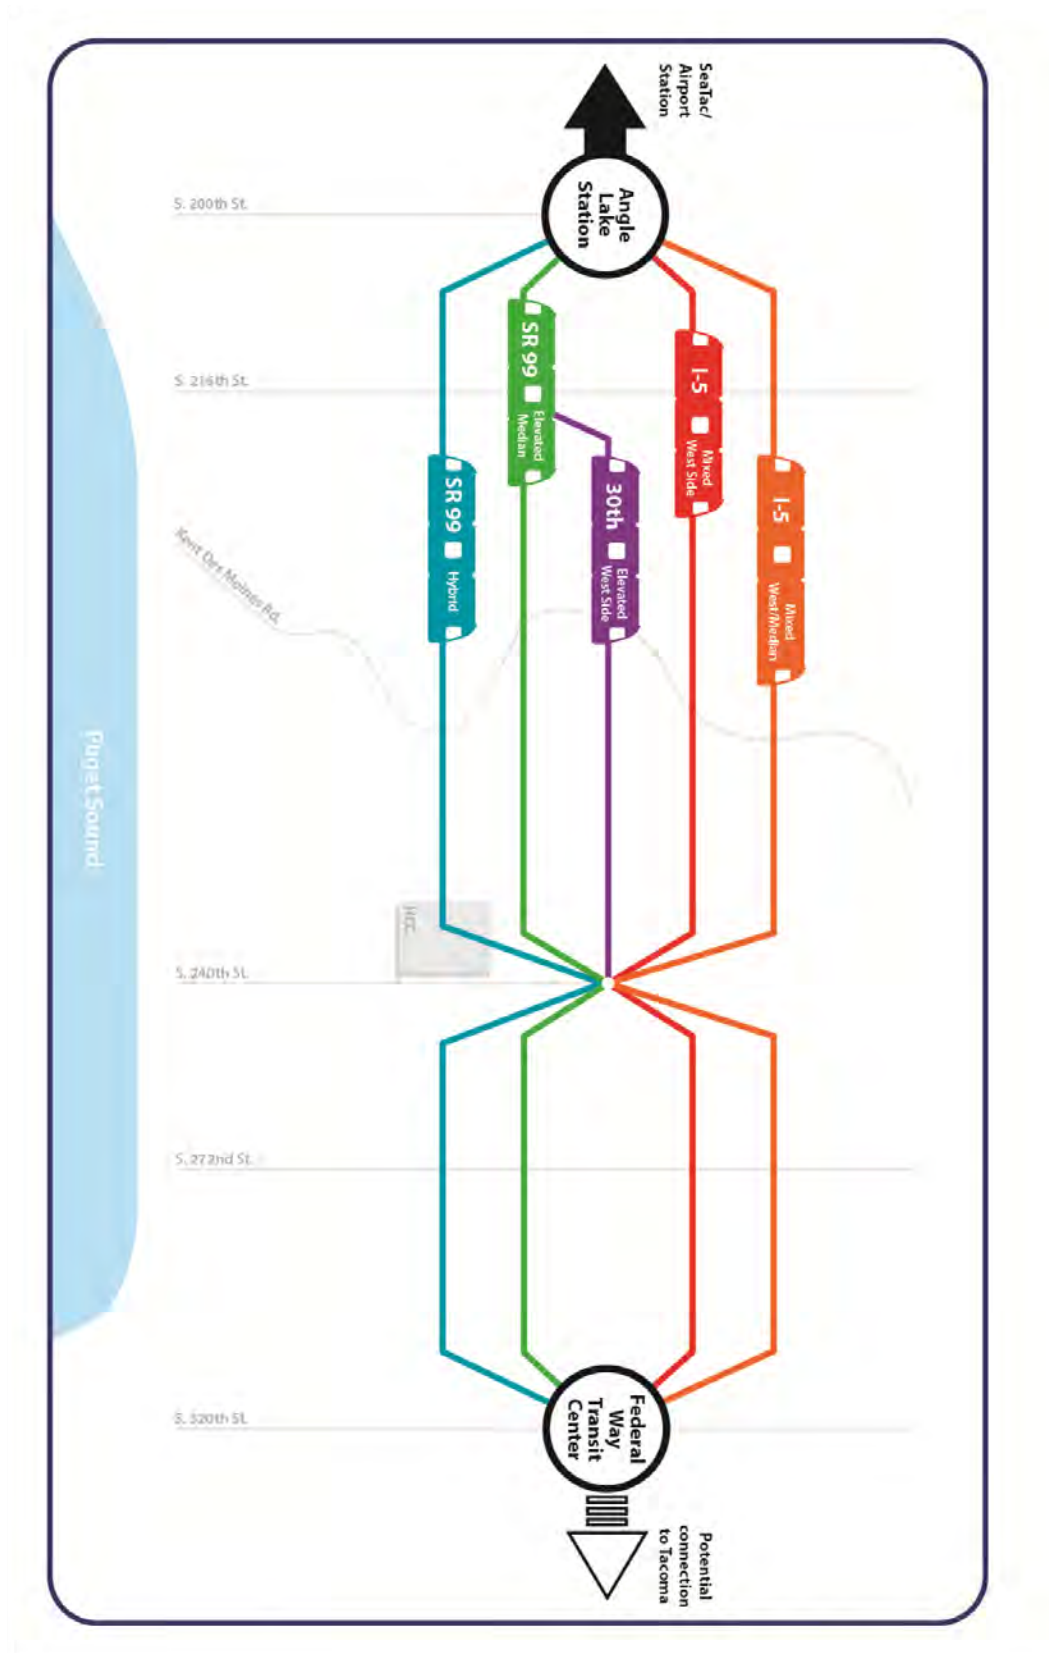 SeaTac/
Airport
Station
Angle
Lake
Station
S. 200th St.
S. 216th St.
SR 99
Elevated
Median
I-5
Mixed
West Side
SR 99
Hybrid
30th
Elevated
West Side
I-5
Mixed
West/Median
Kent Des Moines Rd.
Puget Sound
HCC
S. 240th St.
S. 272nd St.
Federal
Way
Transit
Center
S. 320th St.
Potential
connection
to Tacoma